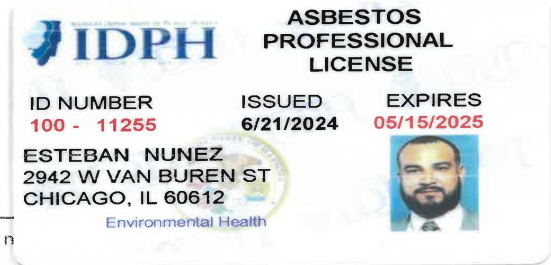 IDPH
ASBESTOS
PROFESSIONAL
LICENSE
ID NUMBER ISSUED EXPIRES
100 - 11255 6/21/2024 05/15/2025
ESTEBAN NUNEZ
2942 W VAN BUREN ST
CHICAGO, IL 60612
Environmental Health